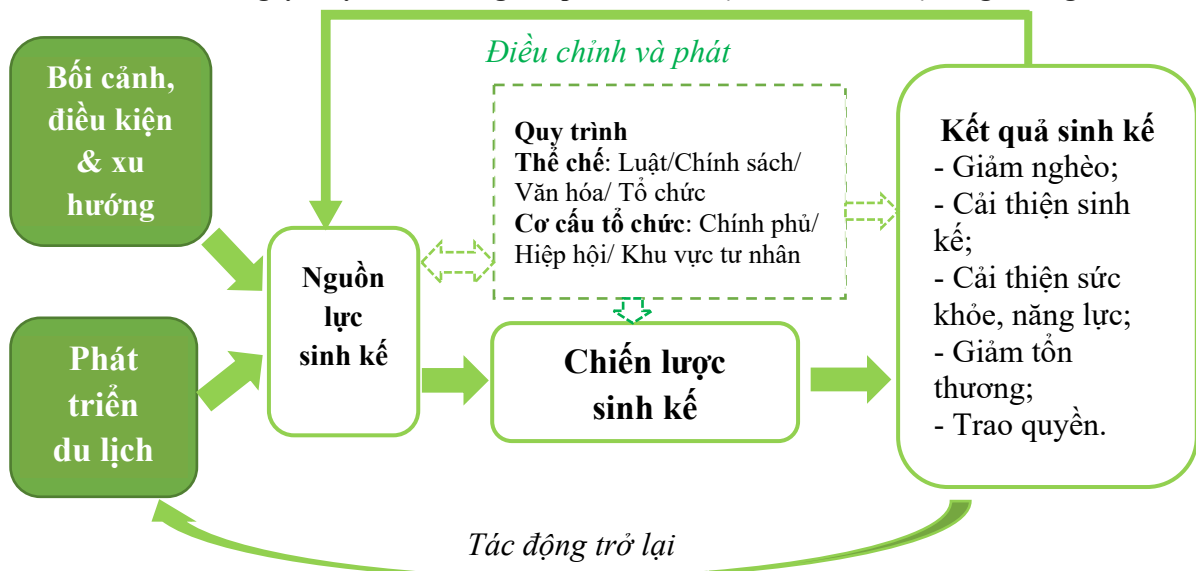 Điều chỉnh và phát
Bối cảnh,
điều kiện
& xu
hướng
Quy trình
Thể chế: Luật/Chính sách/
Văn hóa/ Tổ chức
Cơ cấu tổ chức: Chính phủ/
Hiệp hội/ Khu vực tư nhân
Kết quả sinh kế
- Giảm nghèo;
- Cải thiện sinh
kế;
- Cải thiện sức
khỏe, năng lực;
- Giảm tổn
thương;
- Trao quyền.
Nguồn
lực
sinh kế
Phát
triển
du lịch
Chiến lược
sinh kế
Tác động trở lại